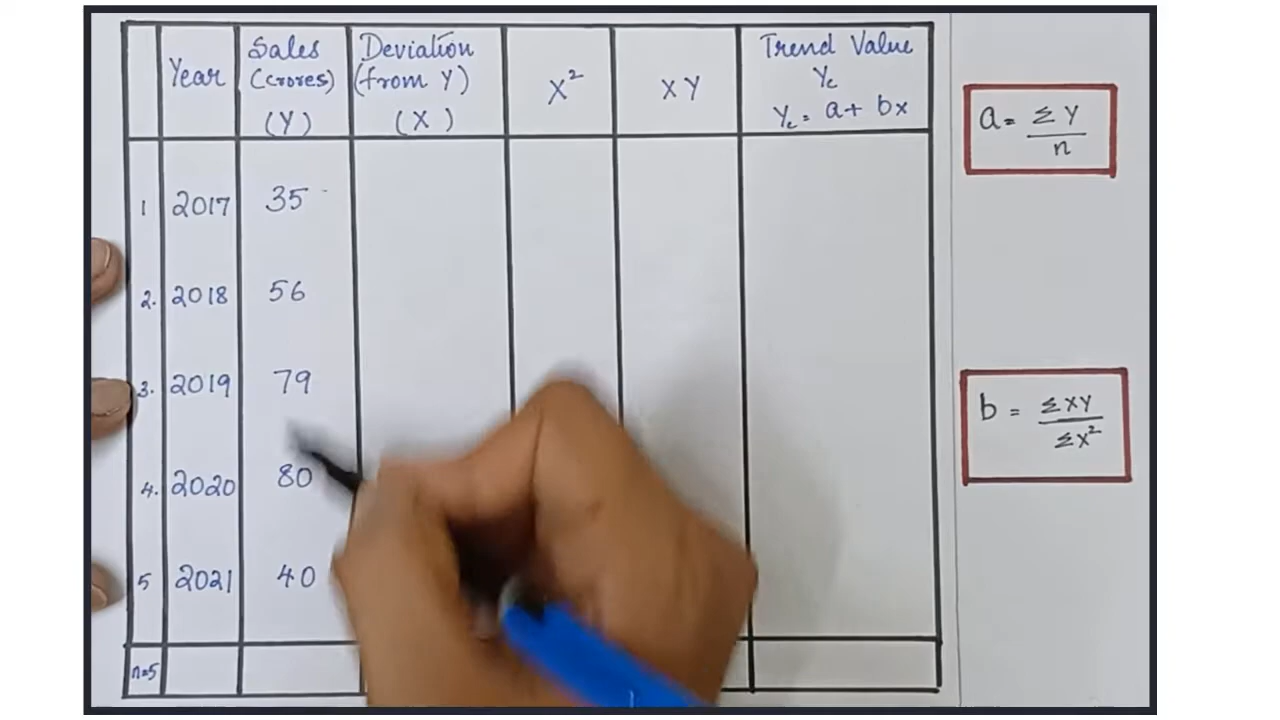 Year
Sales
(crores)
(Y)
Deviation
(from Y)
(X)
X²
XY
Trend Value
Yc
Yc = a + bx
1 2017 35
2. 2018 56
3. 2019 79
4. 2020 80
5 2021 40
n=5
a = ΣY
n
b = ΣXY
ΣX²